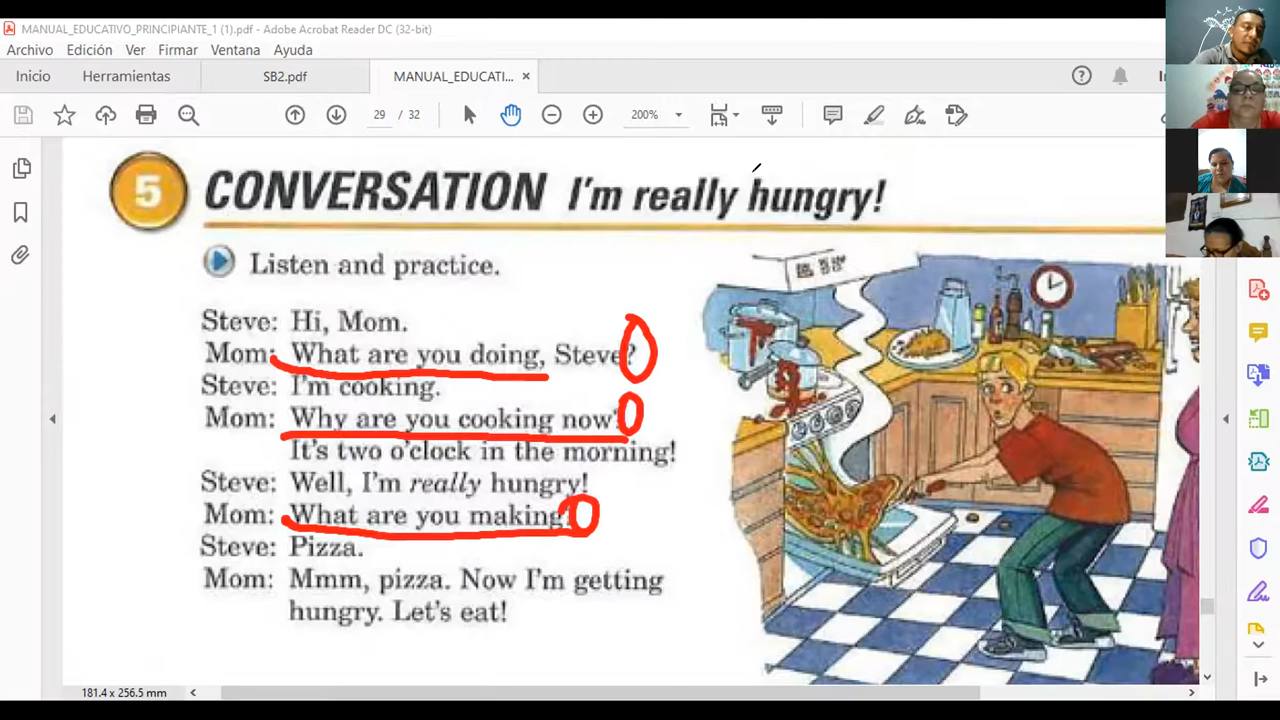 MANUAL_EDUCATIVO_PRINCIPIANTE_1 (1).pdf - Adobe Acrobat Reader DC (32-bit)
Archivo Edición Ver Firmar Ventana Ayuda
Inicio Herramientas SB2.pdf MANUAL_EDUCATI...
29 / 32 200%
5 CONVERSATION I'm really hungry!
Listen and practice.
Steve: Hi, Mom.
Mom: What are you doing, Steve?
Steve: I'm cooking.
Mom: Why are you cooking now?
It's two o'clock in the morning!
Steve: Well, I'm really hungry!
Mom: What are you making?
Steve: Pizza.
Mom: Mmm, pizza. Now I'm getting
hungry. Let's eat!
181.4 x 256.5 mm